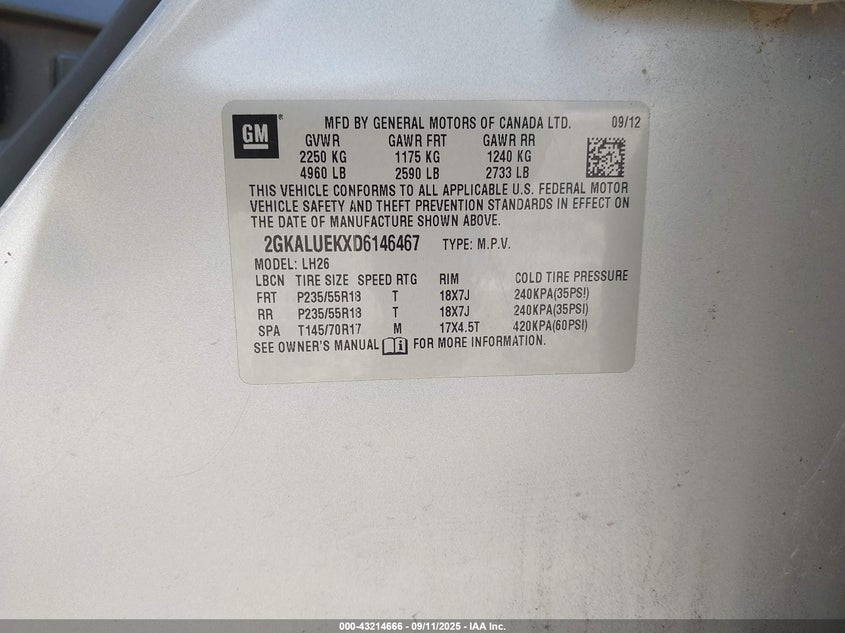 GM ®
MFD BY GENERAL MOTORS OF CANADA LTD. 09/12
GVWR GAWR FRT GAWR RR
2250 KG 1175 KG 1240 KG
4960 LB 2590 LB 2733 LB
THIS VEHICLE CONFORMS TO ALL APPLICABLE U.S. FEDERAL MOTOR
VEHICLE SAFETY AND THEFT PREVENTION STANDARDS IN EFFECT ON
THE DATE OF MANUFACTURE SHOWN ABOVE.
2GKALUEKXD6146467 TYPE: M.P.V.
MODEL: LH26
LBCN TIRE SIZE SPEED RTG RIM COLD TIRE PRESSURE
FRT P235/55R18 T 18X7J 240KPA(35PSI)
RR P235/55R18 T 18X7J 240KPA(35PSI)
SPA T145/70R17 M 17X4.5T 420KPA(60PSI)
SEE OWNER'S MANUAL i FOR MORE INFORMATION.
000-43214666 - 09/11/2025 - IAA Inc.